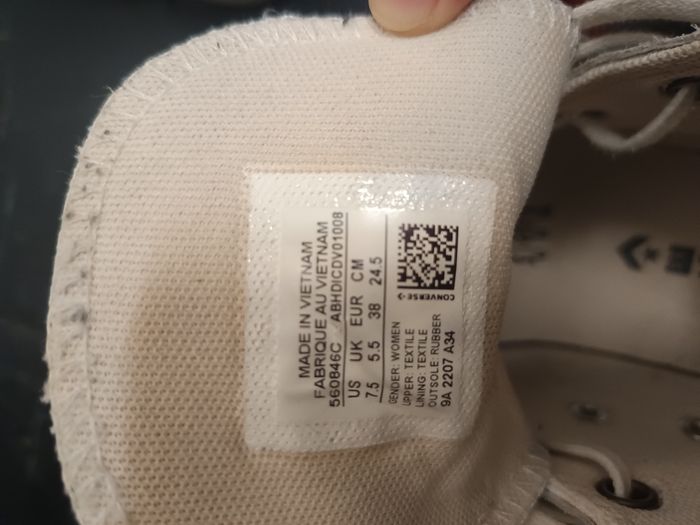 MADE IN VIETNAM
FABRIQUE AU VIETNAM
560846C ABHDICDV01008
US UK EUR CM
7.5 5.5 38 24.5
CONVERSE
GENDER: WOMEN
UPPER: TEXTILE
LINING: TEXTILE
OUTSOLE: RUBBER
9A 2207 A34